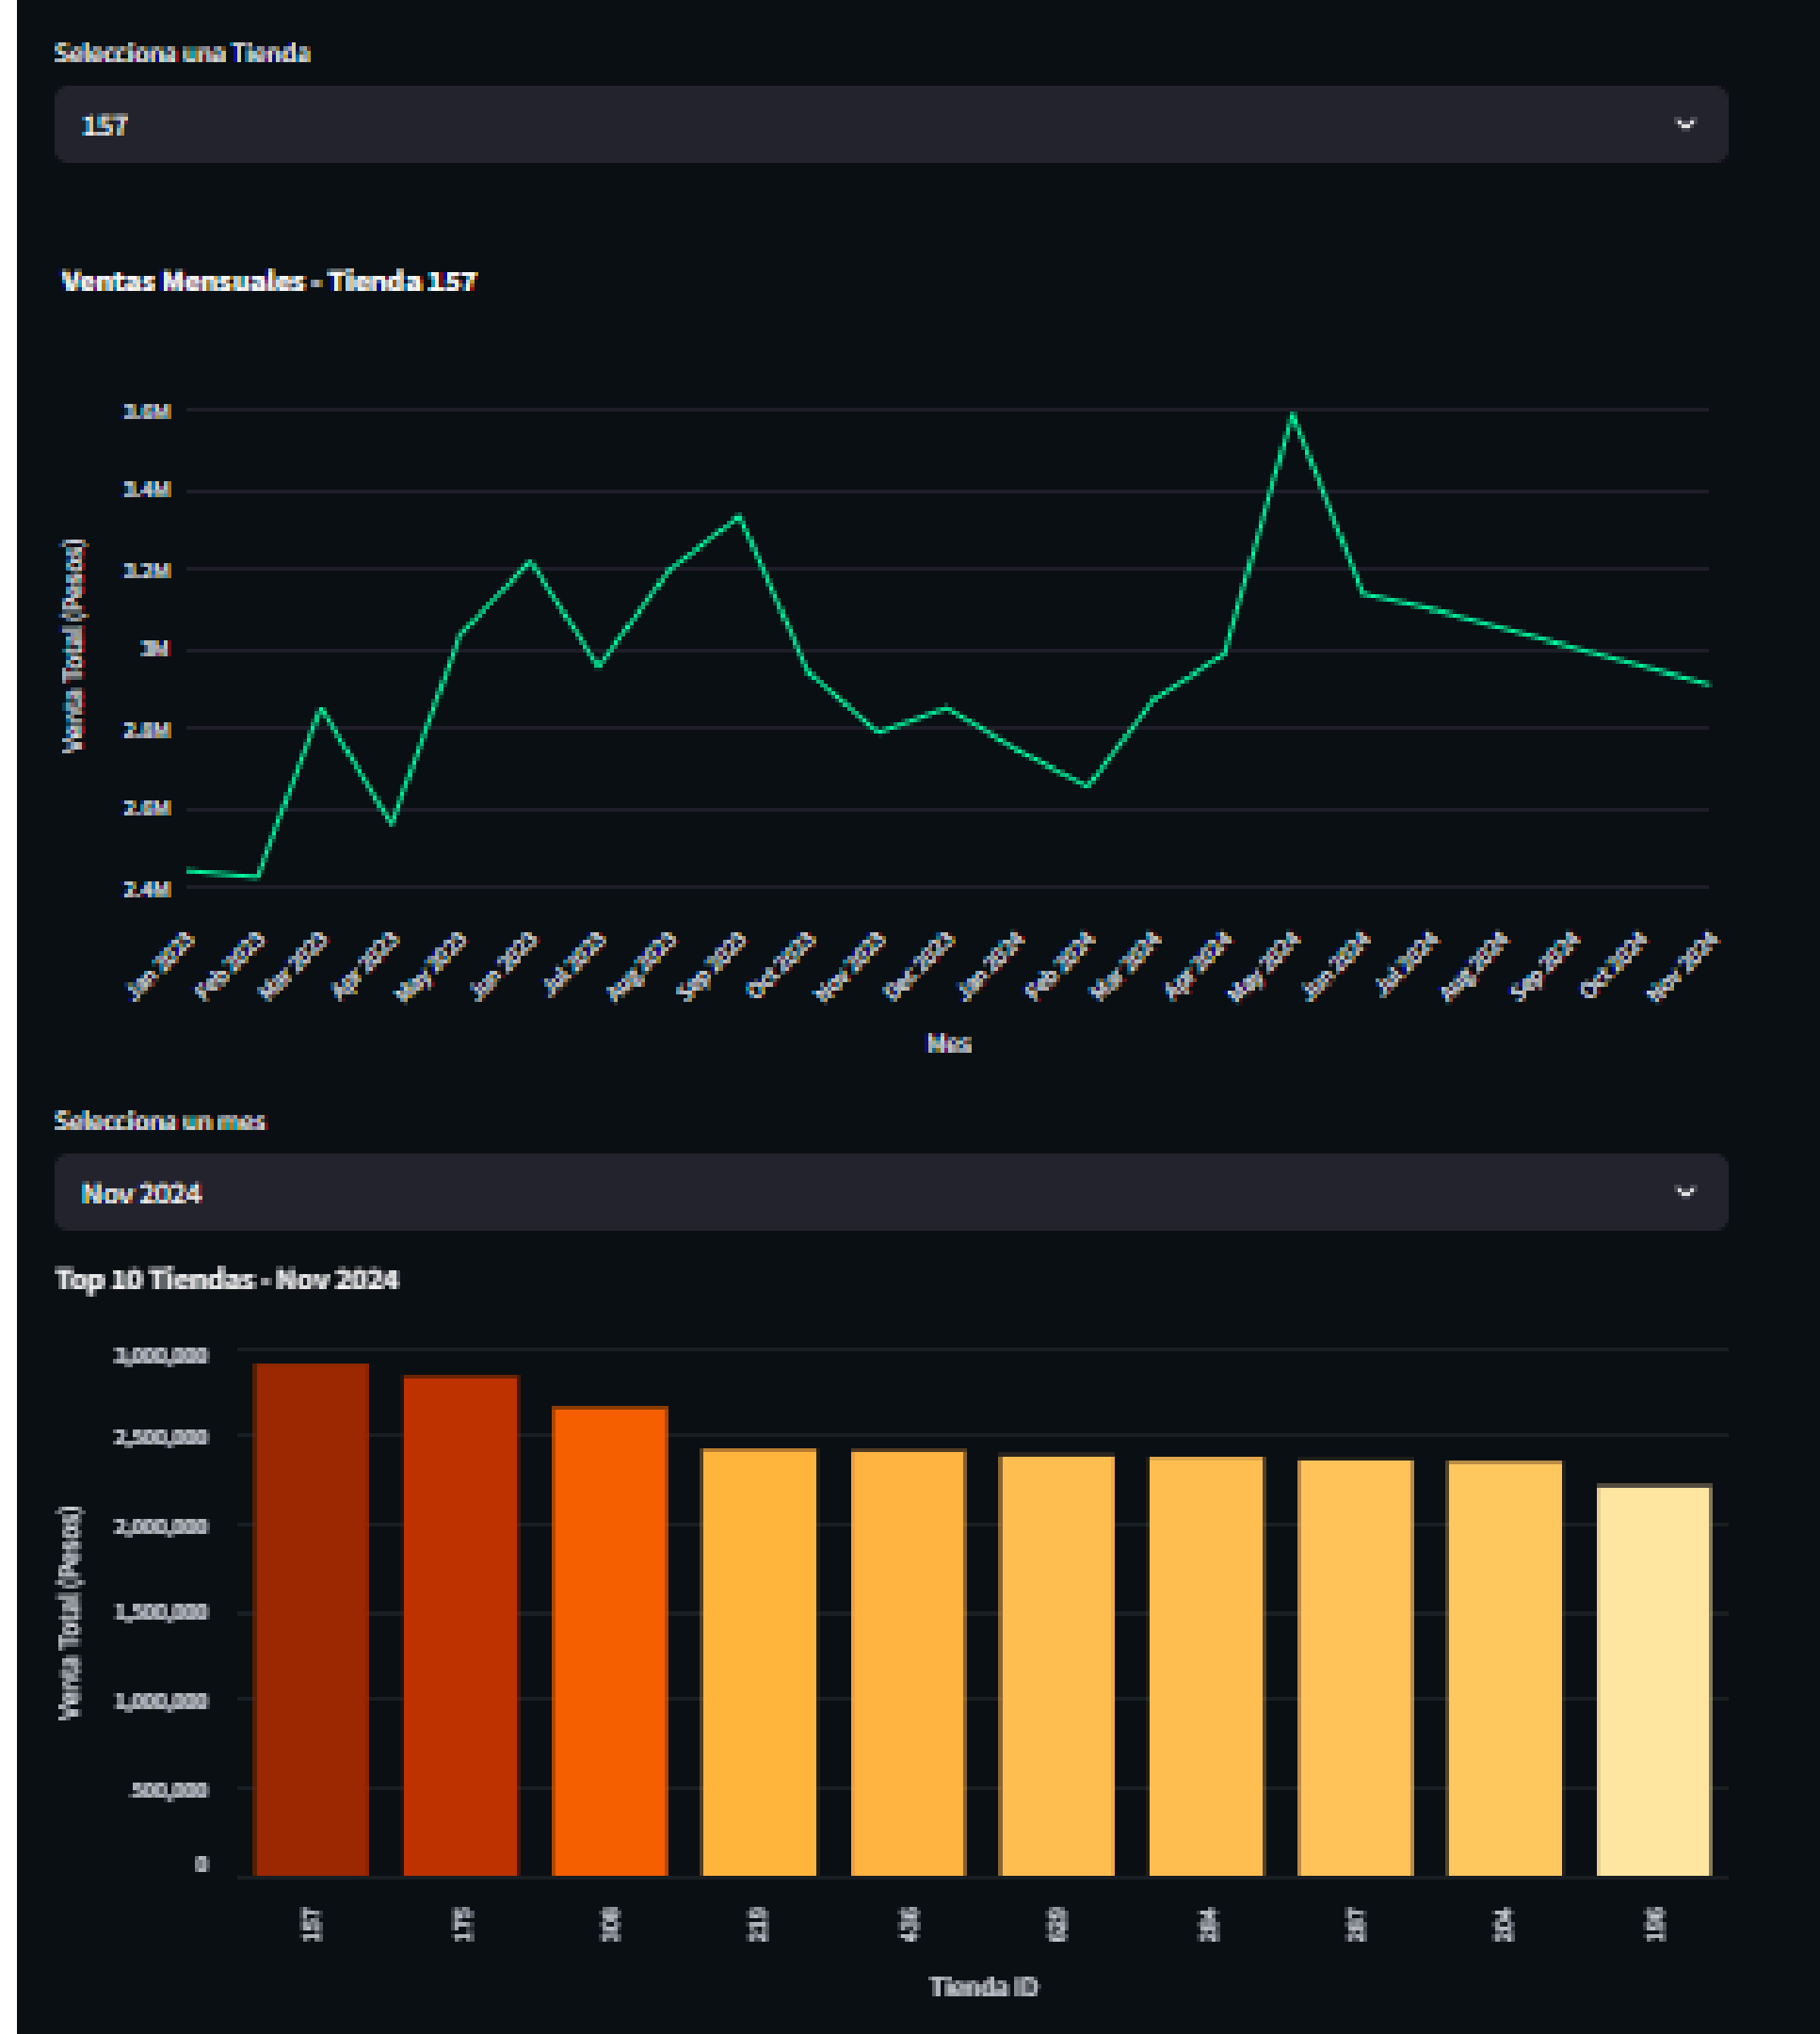 Selecciona una Tienda
157
Ventas Mensuales - Tienda 157
3.6M
3.4M
3.2M
3M
2.8M
2.6M
2.4M
Venta Total (Pesos)
Jan 2023
Feb 2023
Mar 2023
Apr 2023
May 2023
Jun 2023
Jul 2023
Aug 2023
Sep 2023
Oct 2023
Nov 2023
Dec 2023
Jan 2024
Feb 2024
Mar 2024
Apr 2024
May 2024
Jun 2024
Jul 2024
Aug 2024
Sep 2024
Oct 2024
Nov 2024
Mes
Selecciona un mes
Nov 2024
Top 10 Tiendas - Nov 2024
3,000,000
2,500,000
2,000,000
1,500,000
1,000,000
500,000
0
Venta Total (Pesos)
157
175
Tienda ID